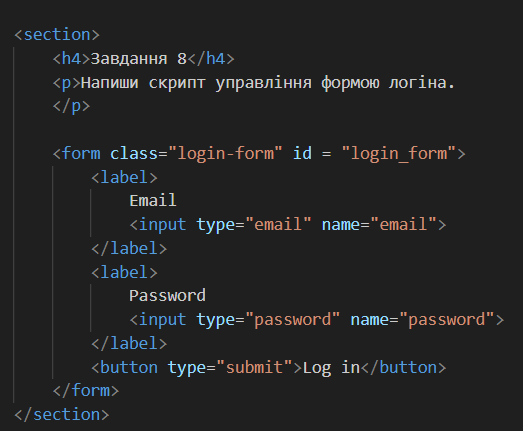 <section>
<h4>Завдання 8</h4>
<p>Напиши скрипт управління формою логіна.
</p>
<form class="login-form" id = "login_form">
<label>
Email
<input type="email" name="email">
</label>
<label>
Password
<input type="password" name="password">
</label>
<button type="submit">Log in</button>
</form>
</section>